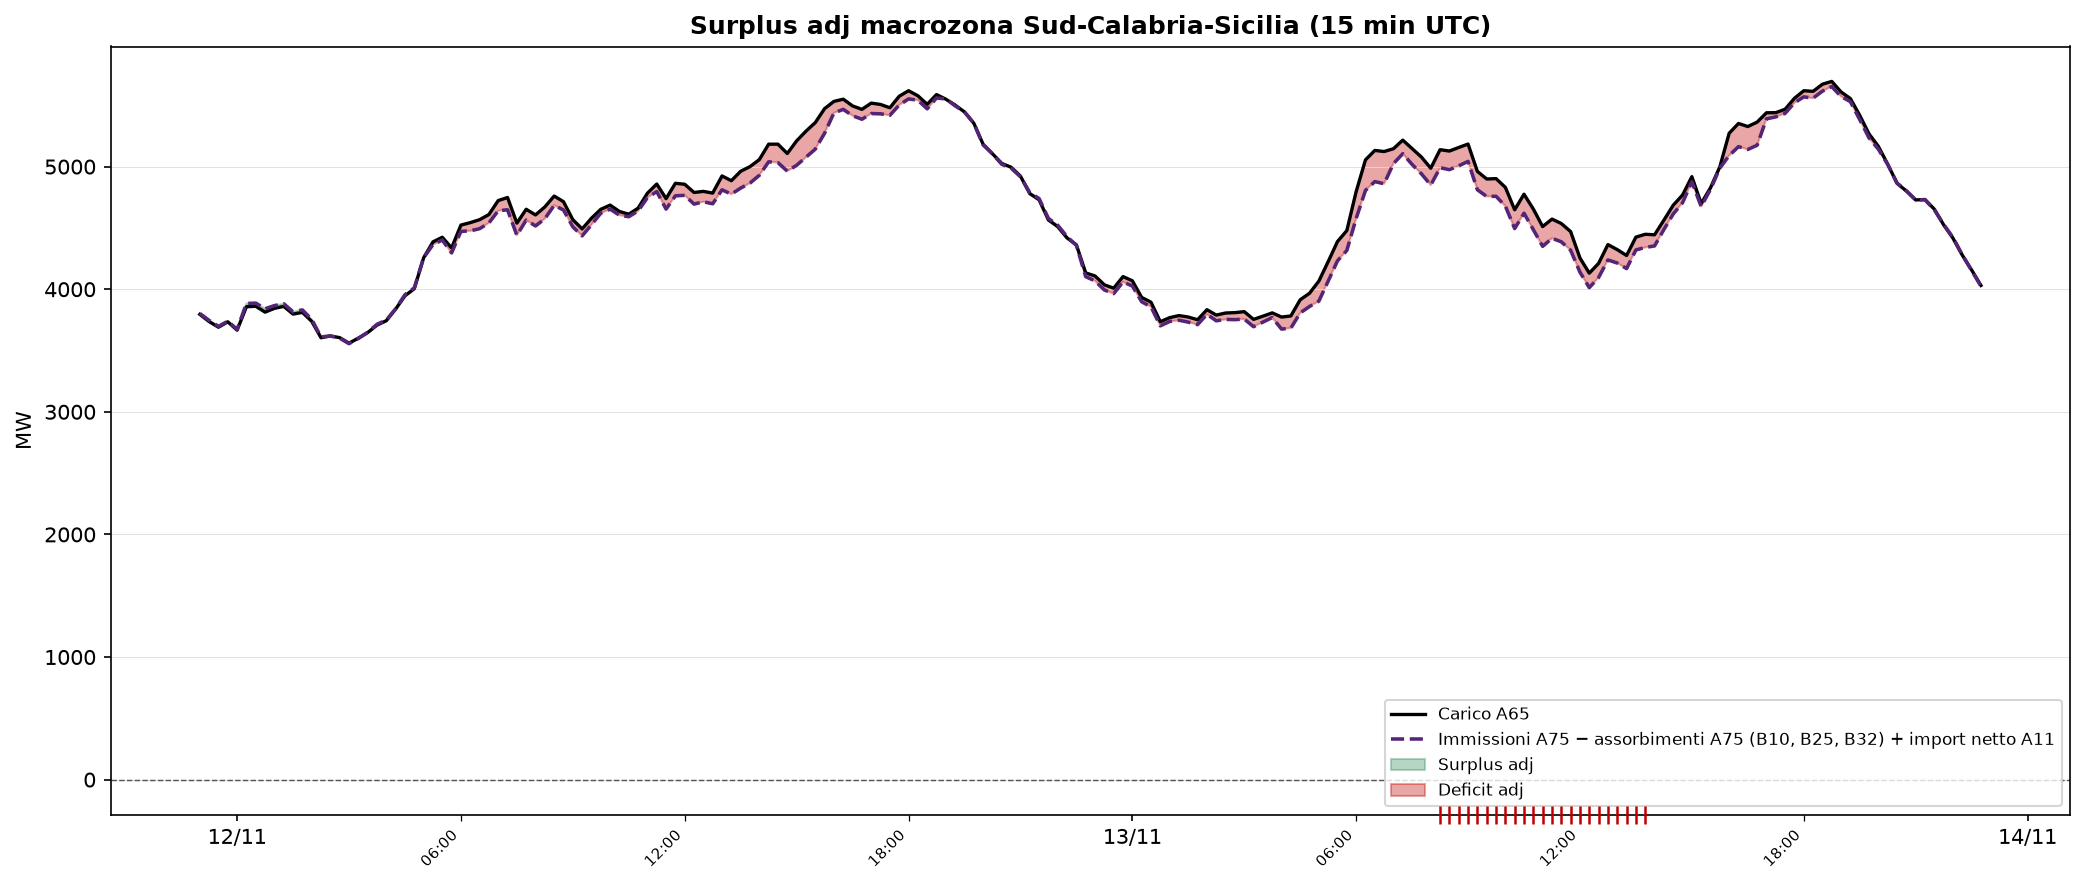 Surplus adj macrozona Sud-Calabria-Sicilia (15 min UTC)
MW
5000
4000
3000
2000
1000
0
Carico A65
Immissioni A75 − assorbimenti A75 (B10, B25, B32) + import netto A11
Surplus adj
Deficit adj
12/11 06:00 12:00 18:00 13/11 06:00 12:00 18:00 14/11